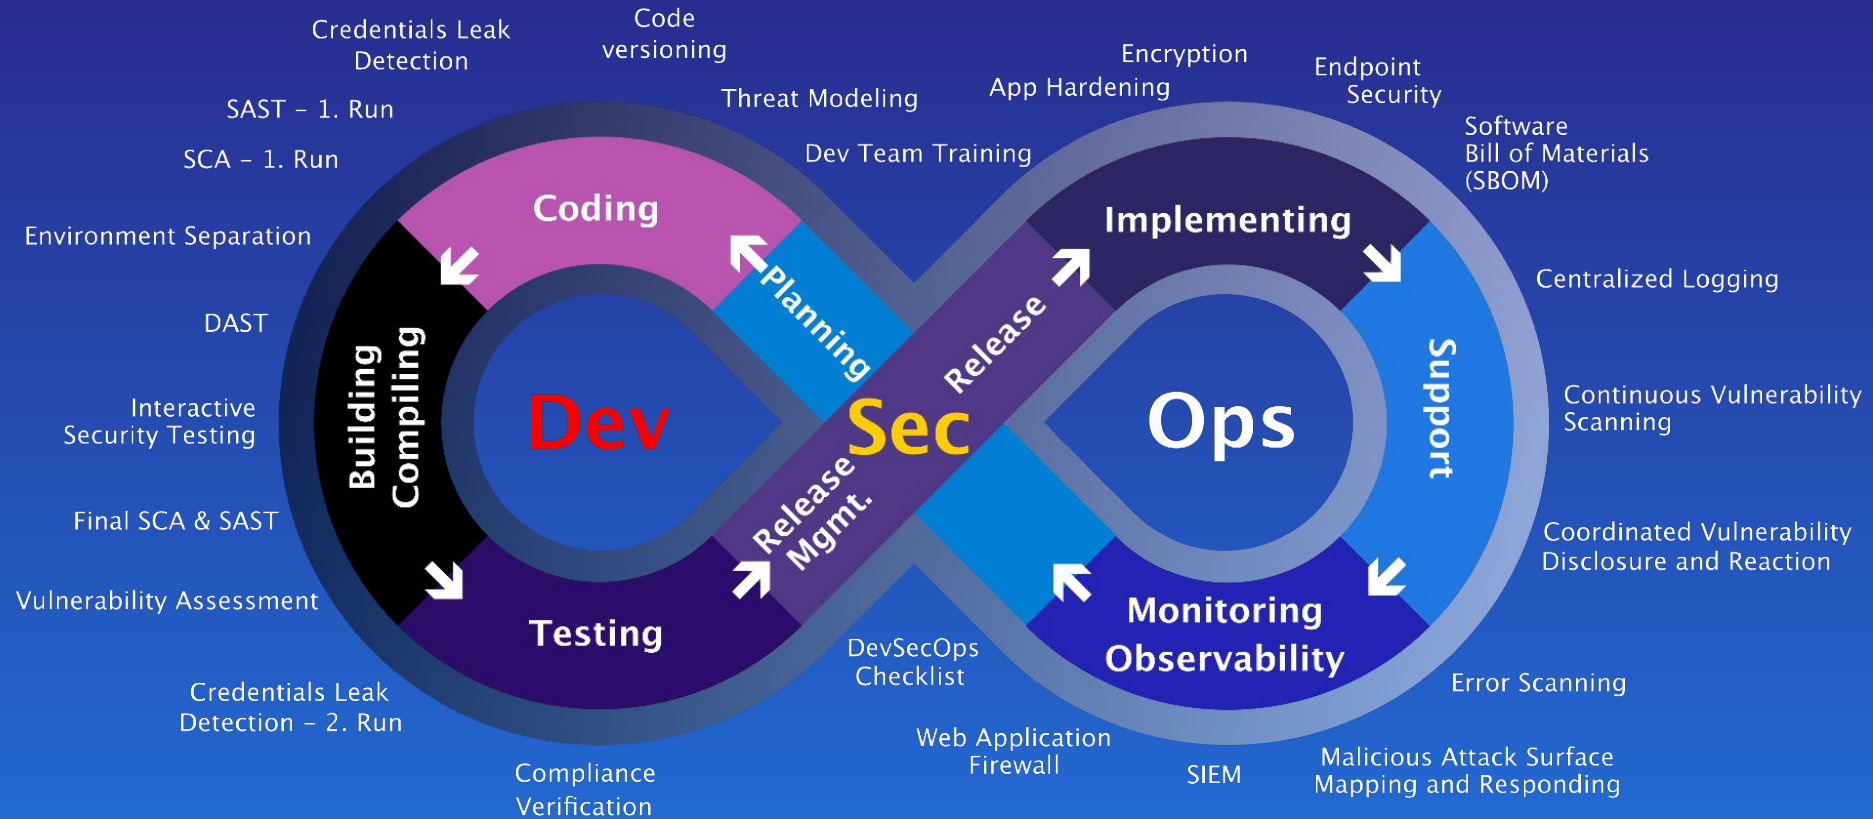 Credentials Leak
Detection
Code
versioning
Threat Modeling
Dev Team Training
SAST – 1. Run
SCA – 1. Run
Environment Separation
DAST
Interactive
Security Testing
Final SCA & SAST
Vulnerability Assessment
Credentials Leak
Detection – 2. Run
Compliance
Verification
Coding
Planning
Building
Compiling
Testing
Release
Mgmt.
Dev
Sec
Ops
Release
Implementing
Support
Monitoring
Observability
Encryption
App Hardening
Endpoint
Security
Software
Bill of Materials
(SBOM)
Centralized Logging
Continuous Vulnerability
Scanning
Coordinated Vulnerability
Disclosure and Reaction
Error Scanning
Malicious Attack Surface
Mapping and Responding
SIEM
Web Application
Firewall
DevSecOps
Checklist